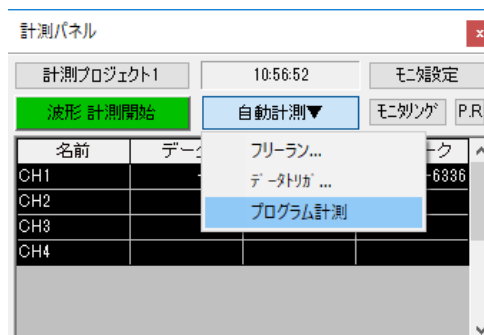 計測パネル
計測プロジェクト1 10:56:52 ﾓﾆﾀ設定
波形 計測開始 自動計測▼ ﾓﾆﾀﾘﾝｸﾞ P.R
名前 データ ーク
CH1 -6336
CH2
CH3
CH4
フリーラン...
ﾃﾞｰﾀﾄﾘｶﾞ...
プログラム計測